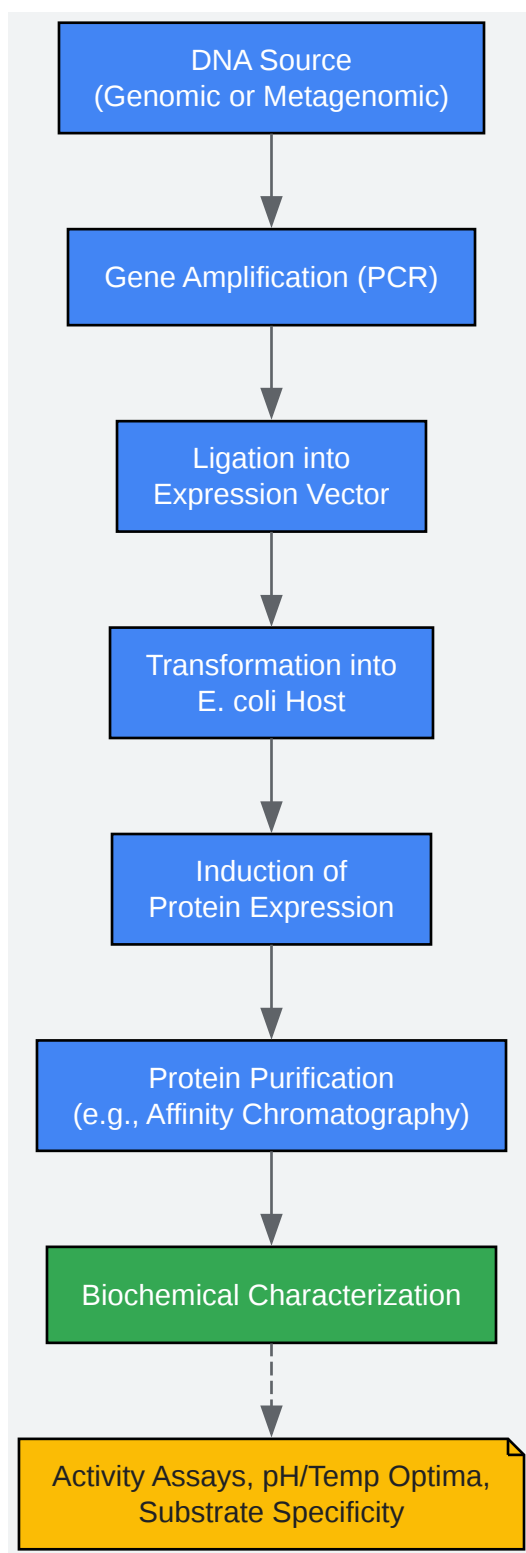 DNA Source
(Genomic or Metagenomic)
Gene Amplification (PCR)
Ligation into
Expression Vector
Transformation into
E. coli Host
Induction of
Protein Expression
Protein Purification
(e.g., Affinity Chromatography)
Biochemical Characterization
Activity Assays, pH/Temp Optima,
Substrate Specificity